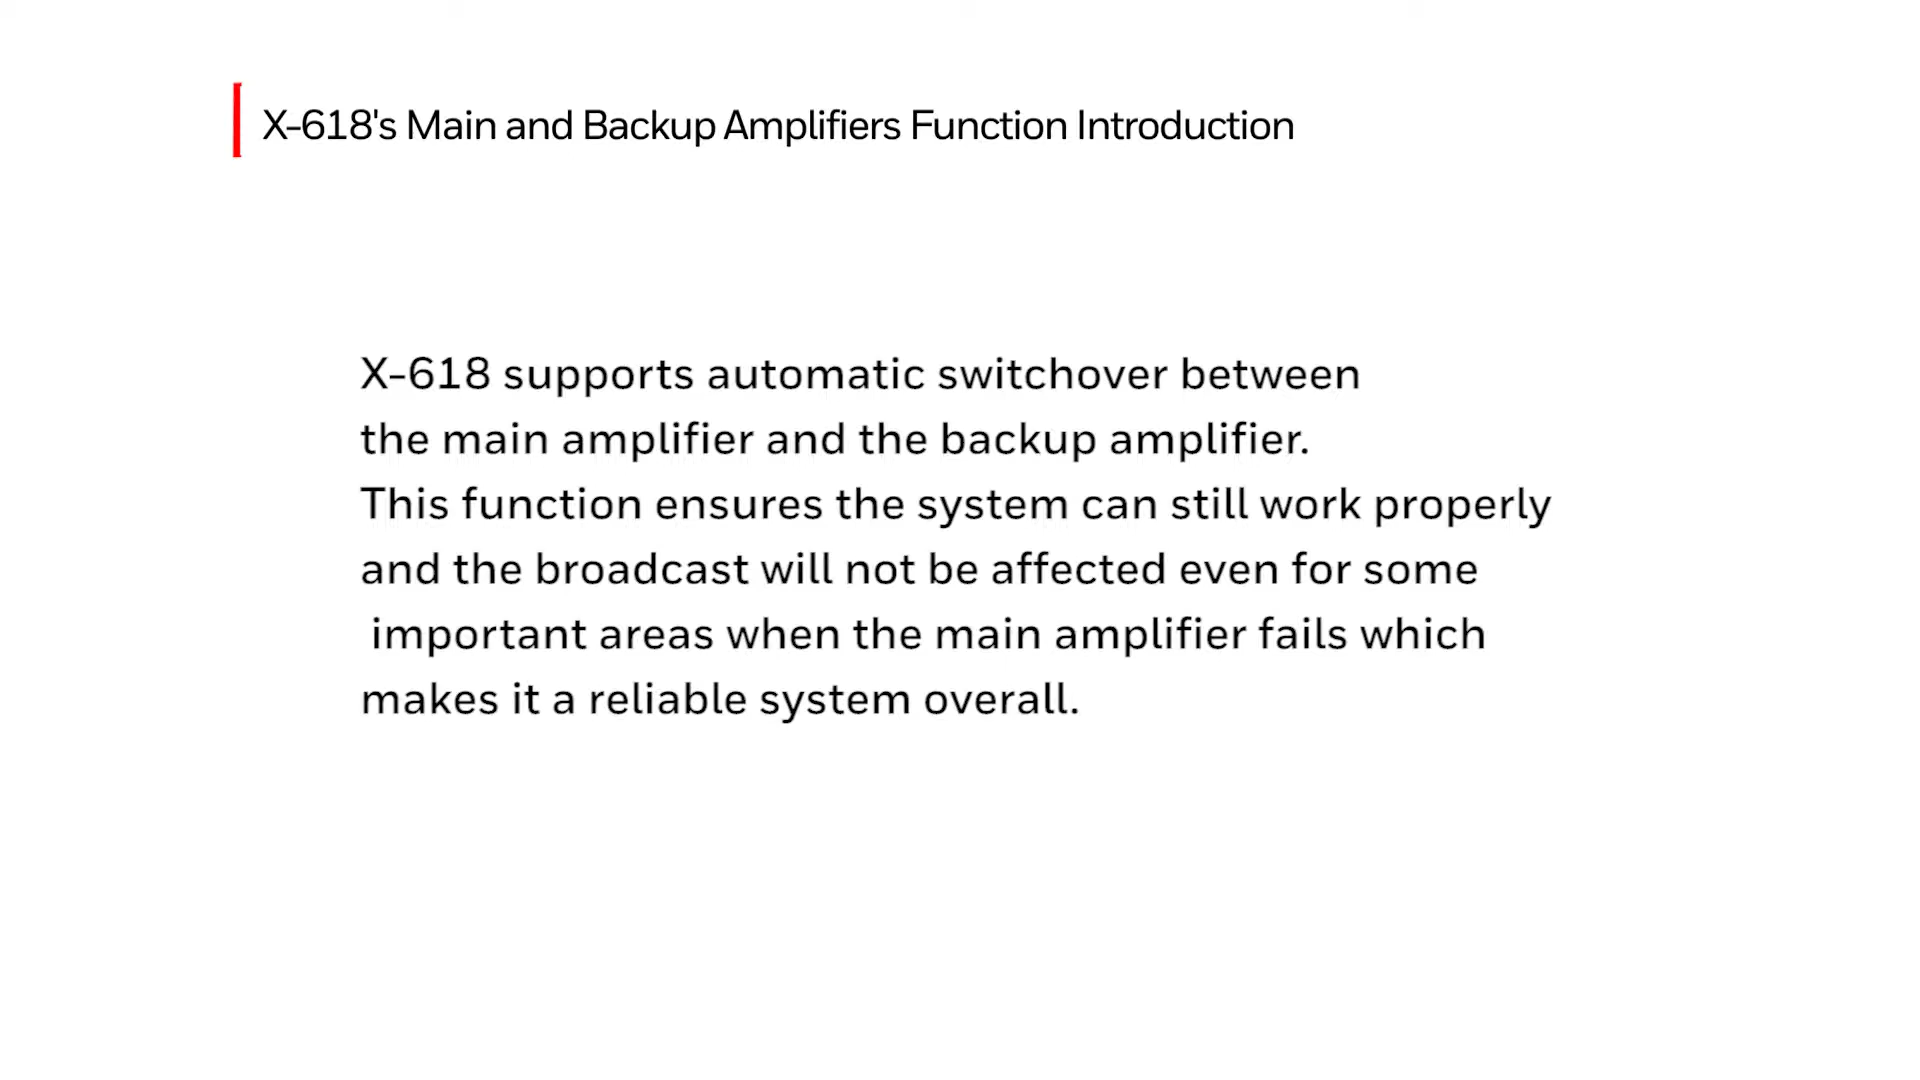 X-618's Main and Backup Amplifiers Function Introduction
X-618 supports automatic switchover between
the main amplifier and the backup amplifier.
This function ensures the system can still work properly
and the broadcast will not be affected even for some
important areas when the main amplifier fails which
makes it a reliable system overall.